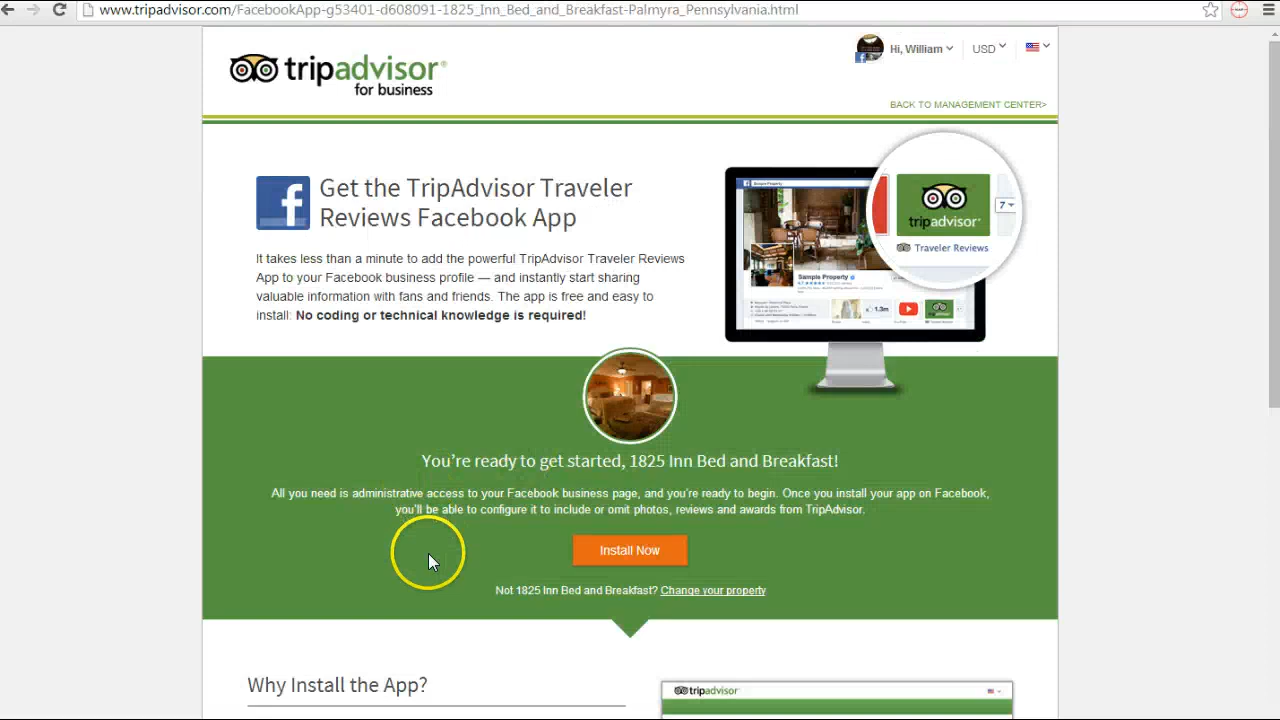 www.tripadvisor.com/FacebookApp-g53401-d608091-1825_Inn_Bed_and_Breakfast-Palmyra_Pennsylvania.html
tripadvisor®
for business
Hi, William
USD
BACK TO MANAGEMENT CENTER>
Get the TripAdvisor Traveler
Reviews Facebook App
It takes less than a minute to add the powerful TripAdvisor Traveler Reviews
App to your Facebook business profile — and instantly start sharing
valuable information with fans and friends. The app is free and easy to
install: No coding or technical knowledge is required!
Sample Property
tripadvisor®
7
Traveler Reviews
Sample Property
1.3m
You're ready to get started, 1825 Inn Bed and Breakfast!
All you need is administrative access to your Facebook business page, and you're ready to begin. Once you install your app on Facebook,
you'll be able to configure it to include or omit photos, reviews and awards from TripAdvisor.
Install Now
Not 1825 Inn Bed and Breakfast? Change your property
Why Install the App?
tripadvisor